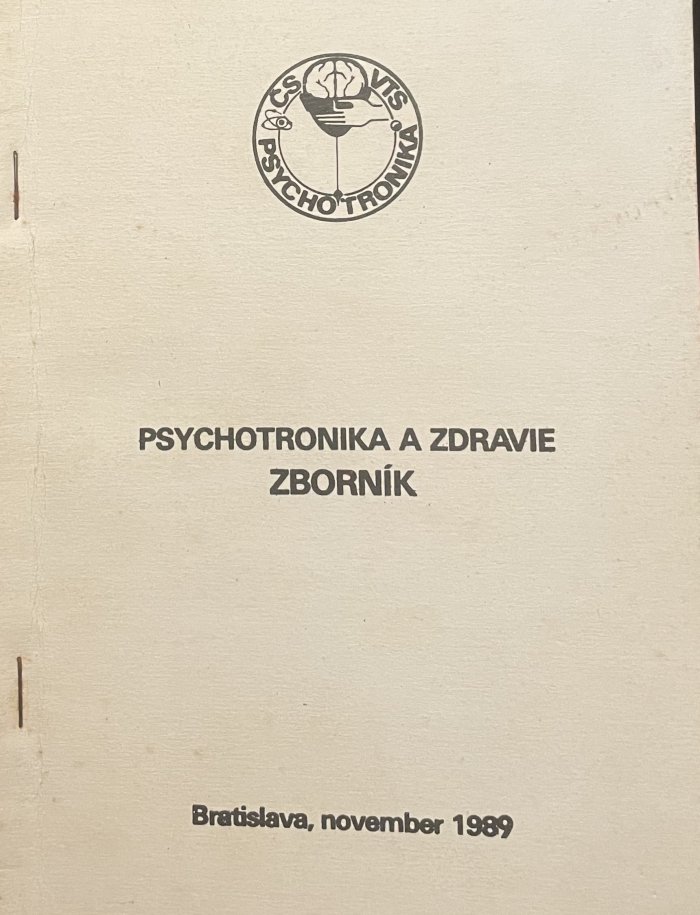 ČS VTS
PSYCHOTRONIKA
PSYCHOTRONIKA A ZDRAVIE
ZBORNÍK
Bratislava, november 1989